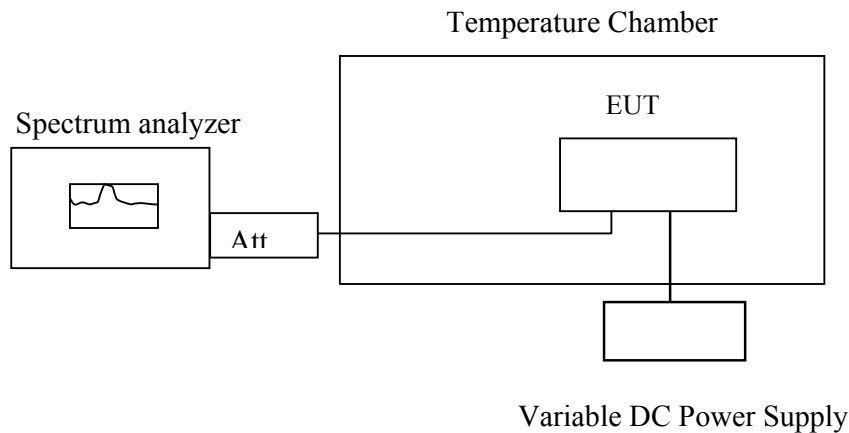 Temperature Chamber
EUT
Spectrum analyzer
Att
Variable DC Power Supply